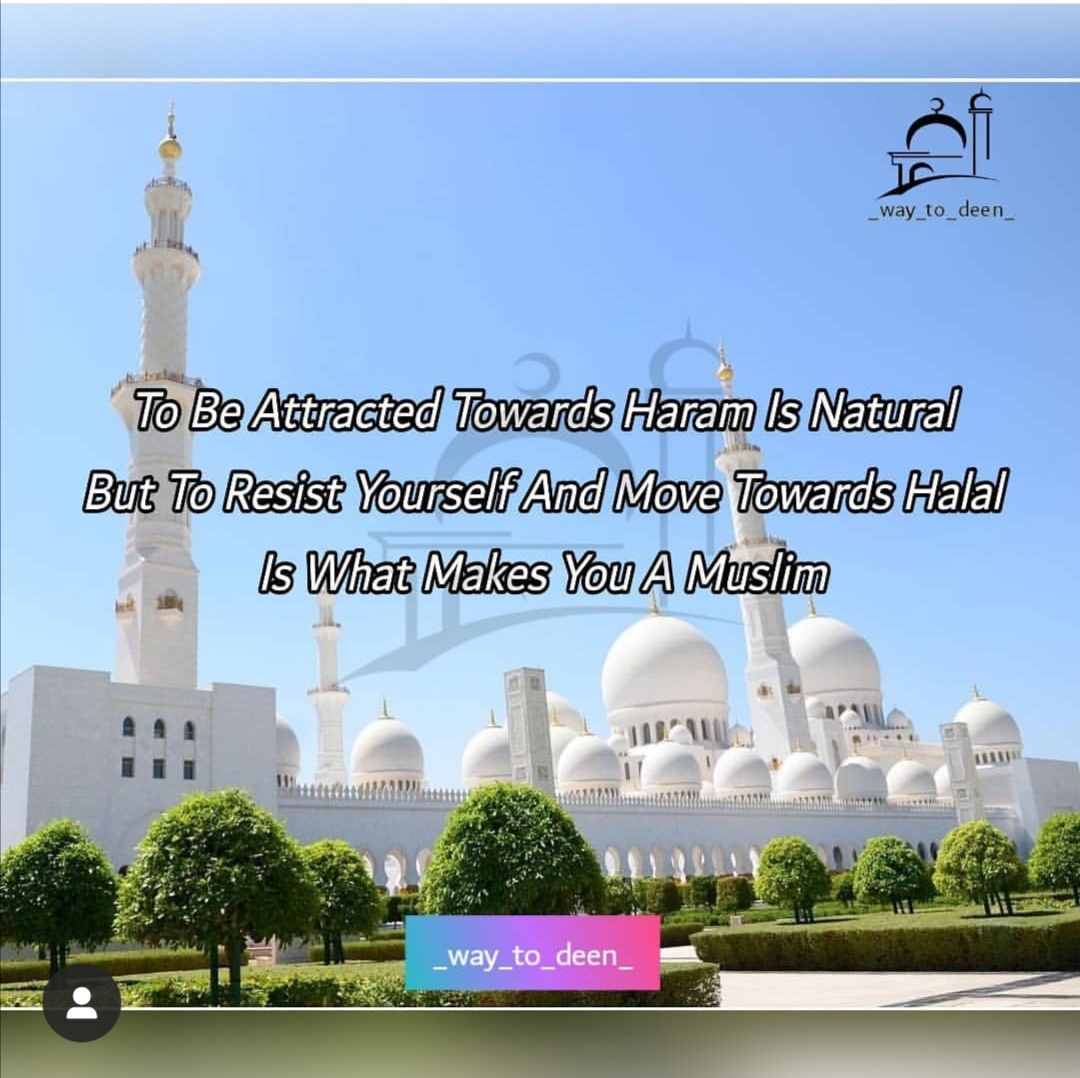 _way_to_deen_
To Be Attracted Towards Haram Is Natural
But To Resist Yourself And Move Towards Halal
Is What Makes You A Muslim
_way_to_deen_